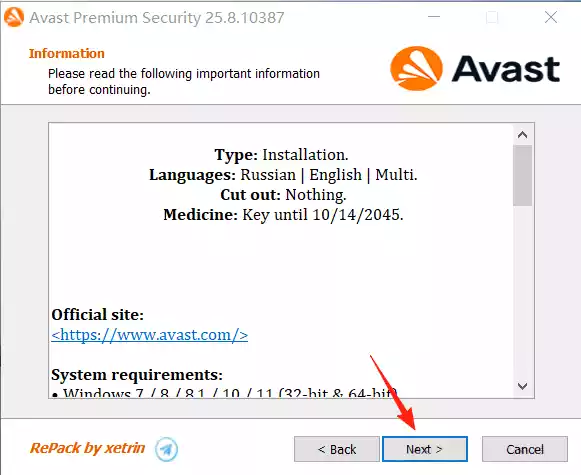 Avast Premium Security 25.8.10387
Information
Please read the following important information
before continuing.
Avast
Type: Installation.
Languages: Russian | English | Multi.
Cut out: Nothing.
Medicine: Key until 10/14/2045.
Official site:
<https://www.avast.com/>
System requirements:
• Windows 7 / 8 / 8.1 / 10 / 11 (32-bit & 64-bit)
RePack by xetrin
< Back
Next >
Cancel